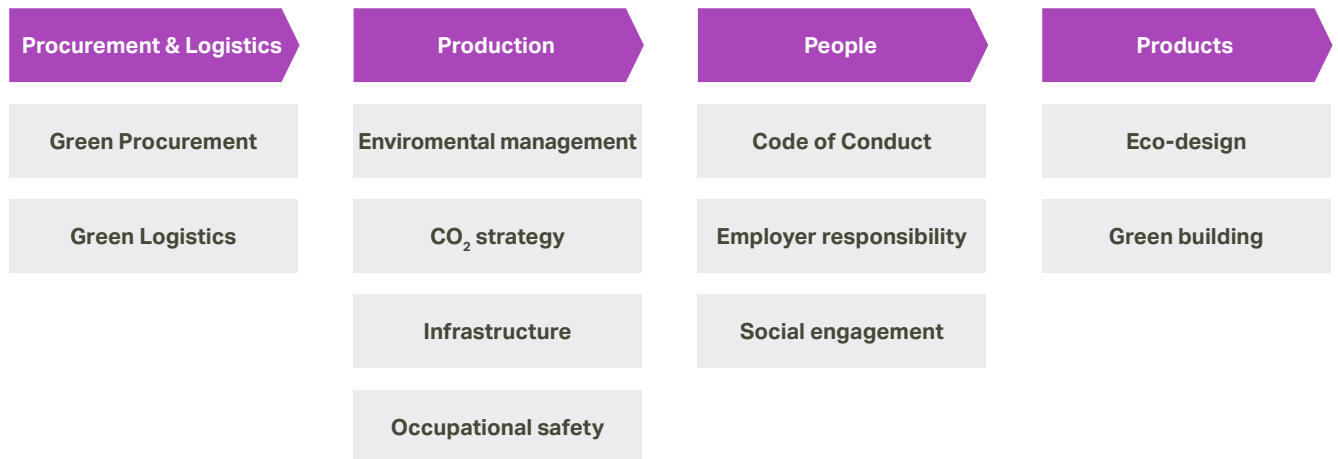 Procurement & Logistics
Green Procurement
Green Logistics
Production
Enviromental management
CO₂ strategy
Infrastructure
Occupational safety
People
Code of Conduct
Employer responsibility
Social engagement
Products
Eco-design
Green building